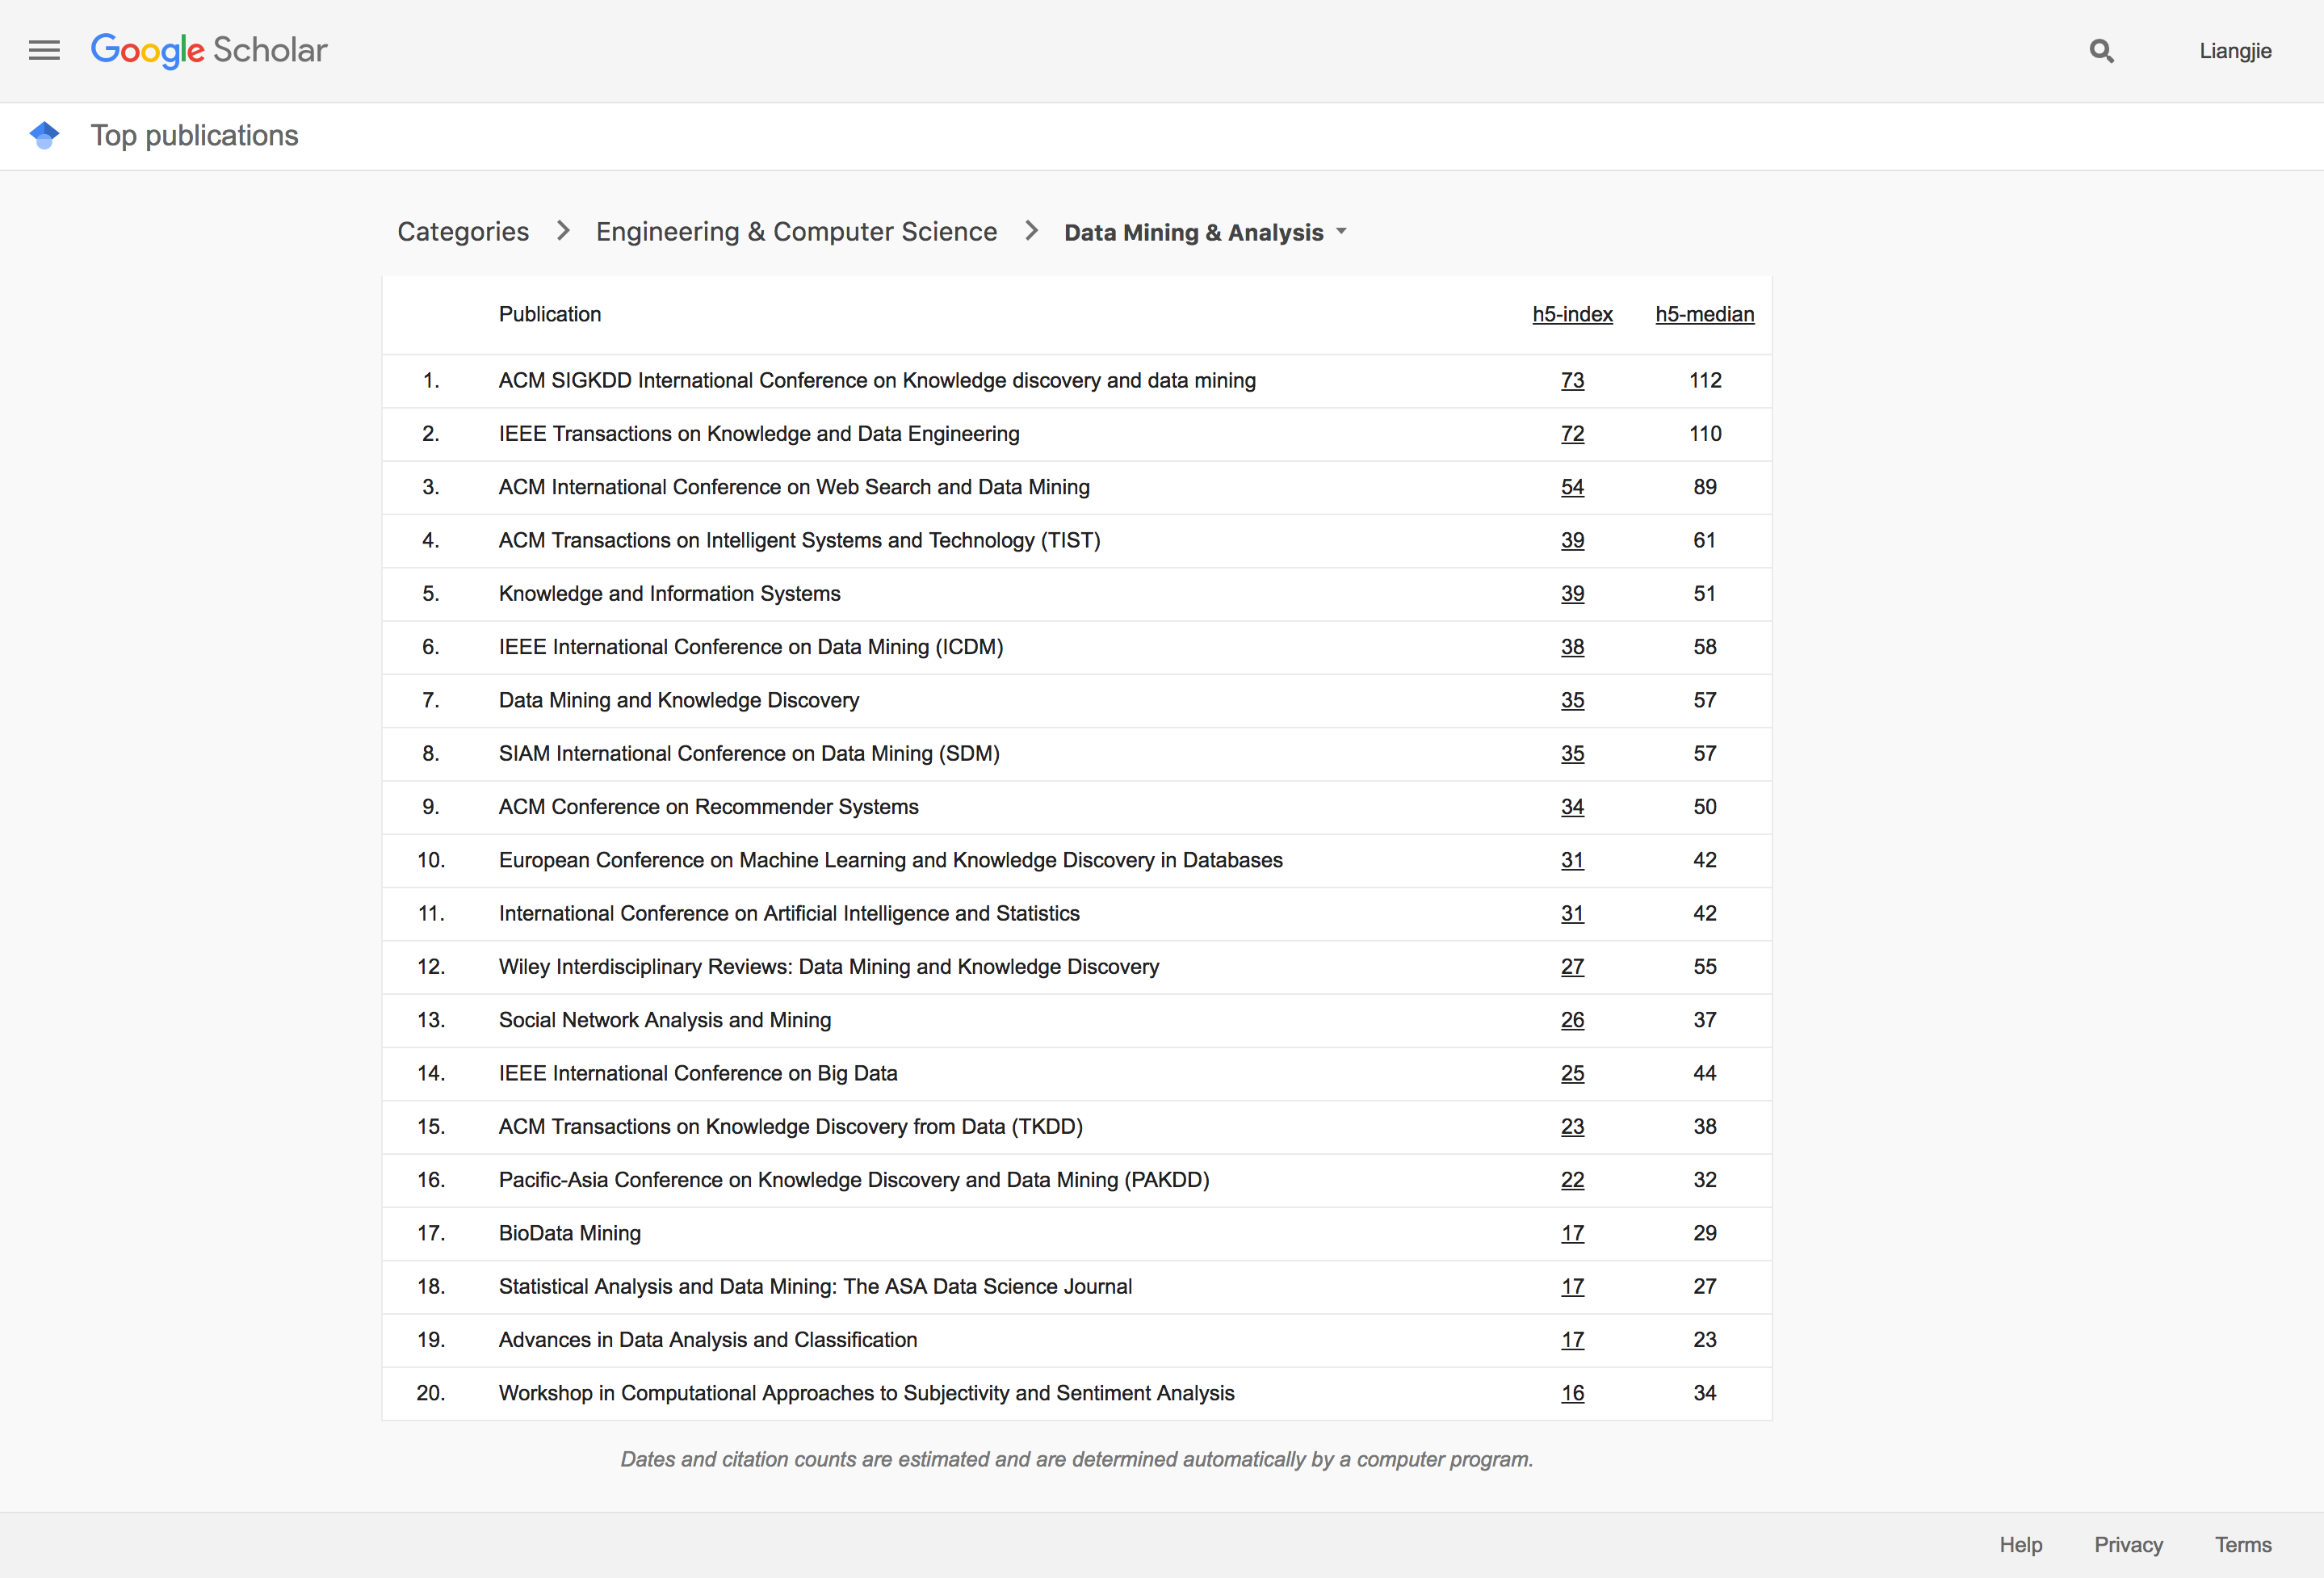 Google Scholar Liangjie
Top publications
Categories Engineering & Computer Science Data Mining & Analysis
Publication h5-index h5-median
1. ACM SIGKDD International Conference on Knowledge discovery and data mining 73 112
2. IEEE Transactions on Knowledge and Data Engineering 72 110
3. ACM International Conference on Web Search and Data Mining 54 89
4. ACM Transactions on Intelligent Systems and Technology (TIST) 39 61
5. Knowledge and Information Systems 39 51
6. IEEE International Conference on Data Mining (ICDM) 38 58
7. Data Mining and Knowledge Discovery 35 57
8. SIAM International Conference on Data Mining (SDM) 35 57
9. ACM Conference on Recommender Systems 34 50
10. European Conference on Machine Learning and Knowledge Discovery in Databases 31 42
11. International Conference on Artificial Intelligence and Statistics 31 42
12. Wiley Interdisciplinary Reviews: Data Mining and Knowledge Discovery 27 55
13. Social Network Analysis and Mining 26 37
14. IEEE International Conference on Big Data 25 44
15. ACM Transactions on Knowledge Discovery from Data (TKDD) 23 38
16. Pacific-Asia Conference on Knowledge Discovery and Data Mining (PAKDD) 22 32
17. BioData Mining 17 29
18. Statistical Analysis and Data Mining: The ASA Data Science Journal 17 27
19. Advances in Data Analysis and Classification 17 23
20. Workshop in Computational Approaches to Subjectivity and Sentiment Analysis 16 34
Dates and citation counts are estimated and are determined automatically by a computer program.
Help Privacy Terms